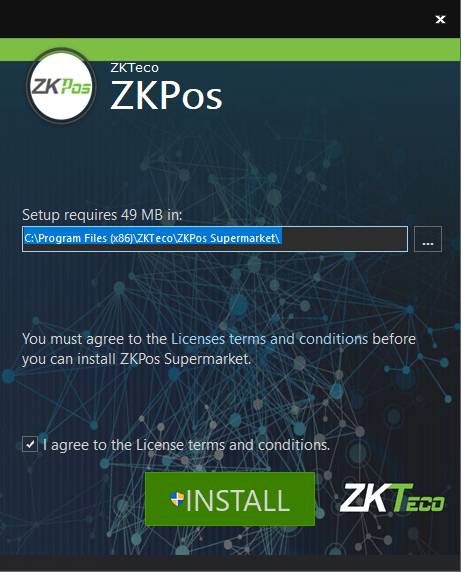 ZKTeco
ZKPos
ZKPos
Setup requires 49 MB in:
C:\Program Files (x86)\ZKTeco\ZKPos Supermarket\
...
You must agree to the Licenses terms and conditions before
you can install ZKPos Supermarket.
I agree to the License terms and conditions.
INSTALL
ZKTeco